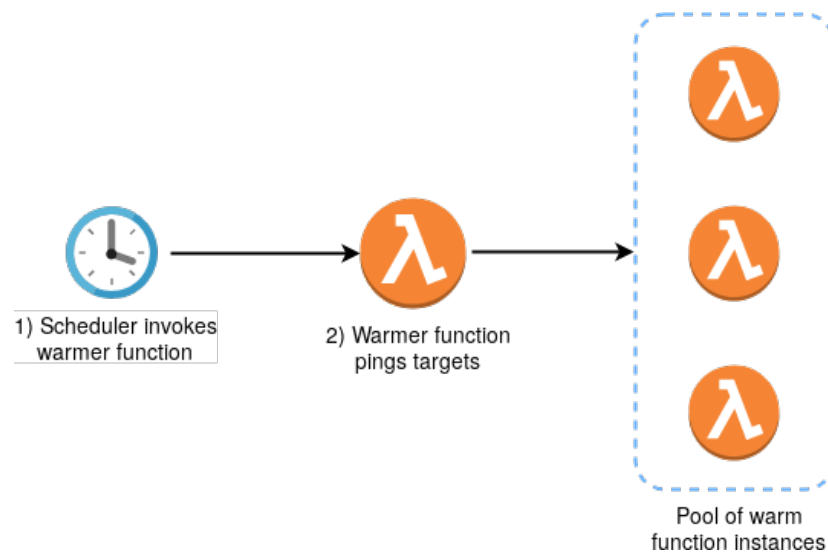 1) Scheduler invokes
warmer function
2) Warmer function
pings targets
Pool of warm
function instances